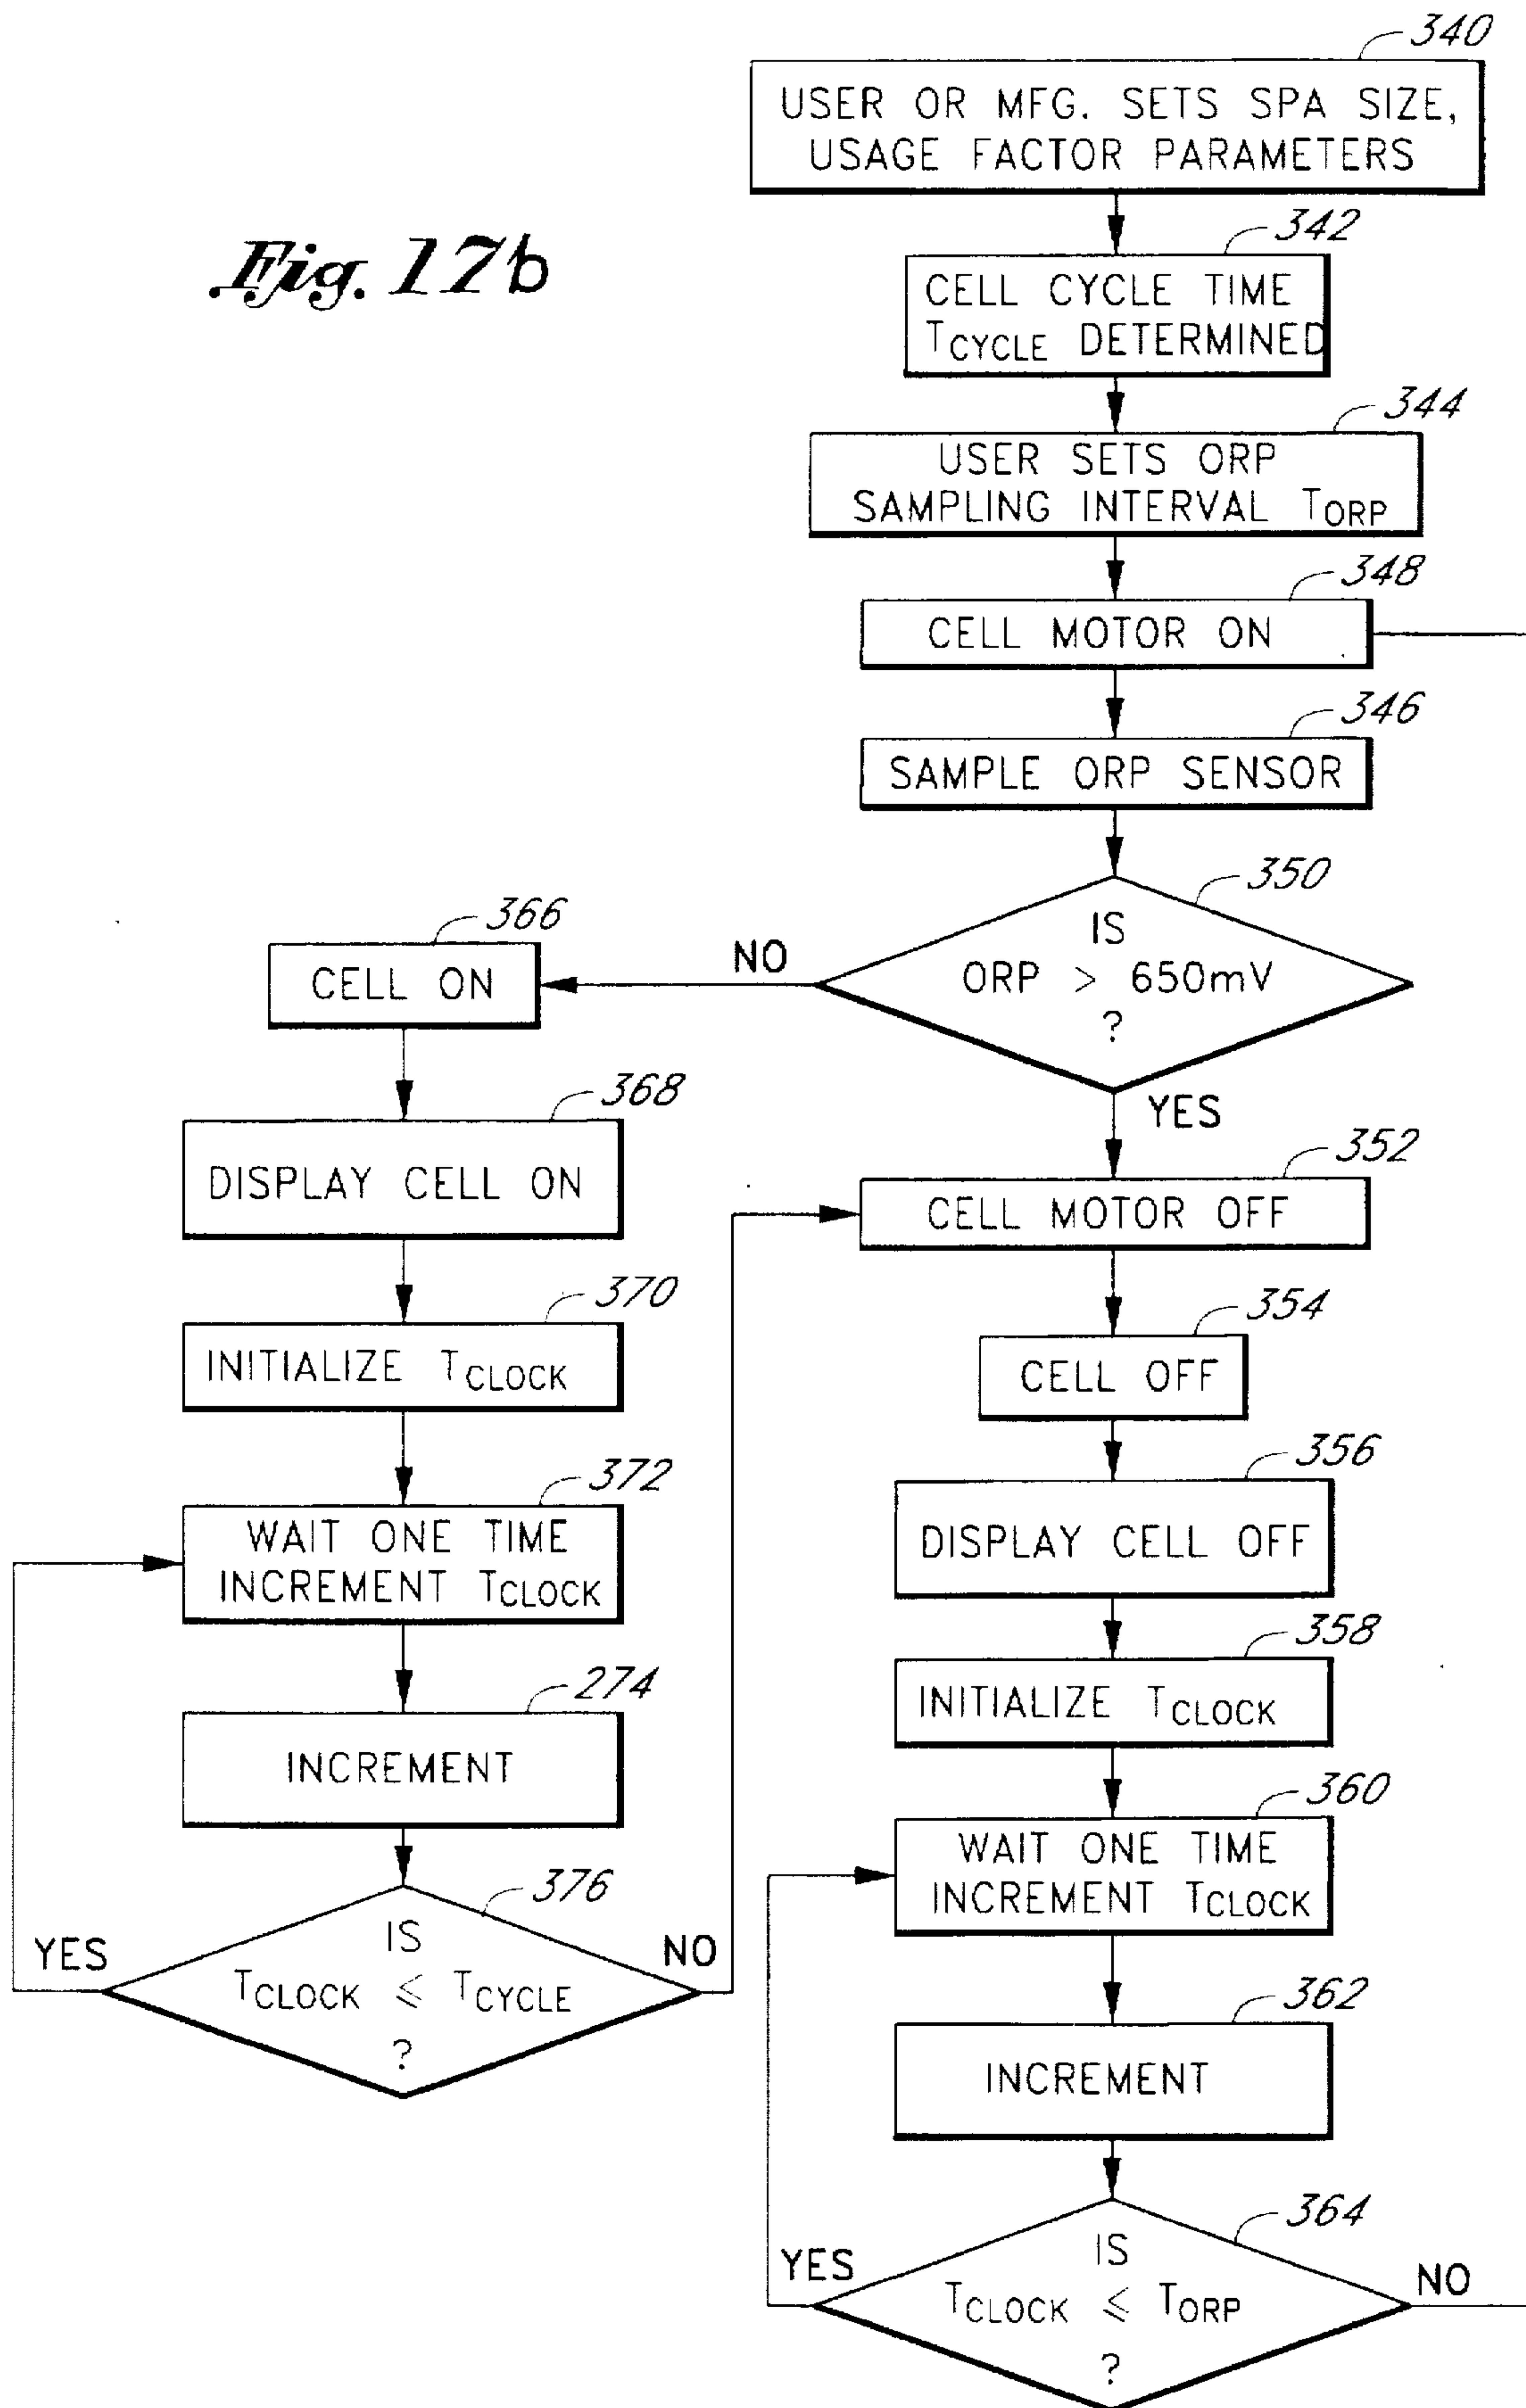 Fig. 17b
340
USER OR MFG. SETS SPA SIZE,
USAGE FACTOR PARAMETERS
342
CELL CYCLE TIME
TCYCLE DETERMINED
344
USER SETS ORP
SAMPLING INTERVAL TORP
348
CELL MOTOR ON
346
SAMPLE ORP SENSOR
350
IS
ORP > 650mV
?
NO
YES
366
CELL ON
368
DISPLAY CELL ON
370
INITIALIZE TCLOCK
372
WAIT ONE TIME
INCREMENT TCLOCK
274
INCREMENT
376
IS
TCLOCK ≤ TCYCLE
?
YES
NO
352
CELL MOTOR OFF
354
CELL OFF
356
DISPLAY CELL OFF
358
INITIALIZE TCLOCK
360
WAIT ONE TIME
INCREMENT TCLOCK
362
INCREMENT
364
IS
TCLOCK ≤ TORP
?
YES
NO